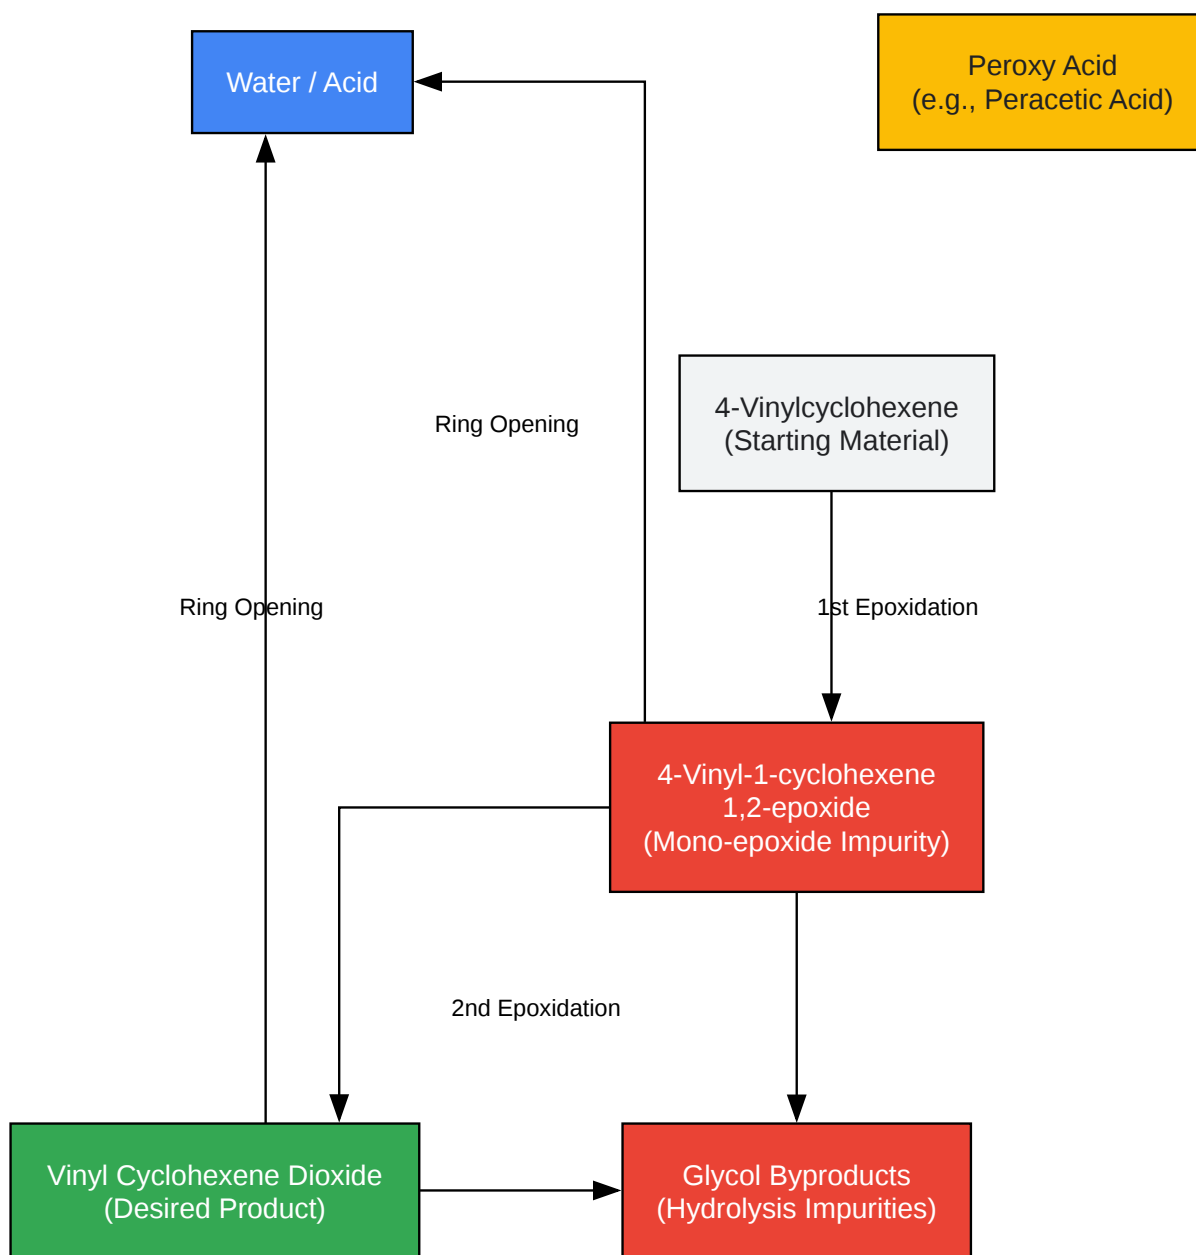 Water / Acid
Peroxy Acid
(e.g., Peracetic Acid)
4-Vinylcyclohexene
(Starting Material)
Ring Opening
Ring Opening
1st Epoxidation
4-Vinyl-1-cyclohexene
1,2-epoxide
(Mono-epoxide Impurity)
2nd Epoxidation
Vinyl Cyclohexene Dioxide
(Desired Product)
Glycol Byproducts
(Hydrolysis Impurities)